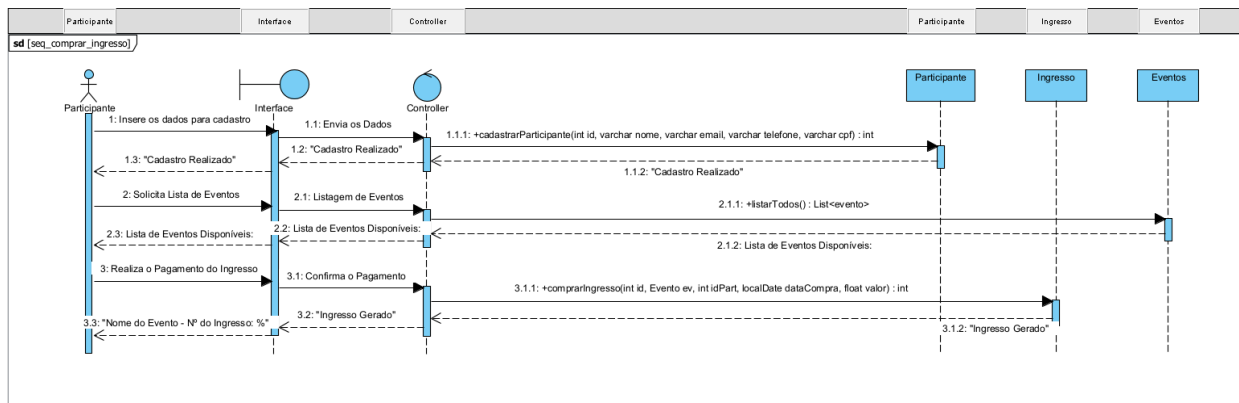 Participante
Interface
Controller
Participante
Ingresso
Eventos
sd [seq_comprar_ingresso]
Participante
Interface
Controller
Participante
Ingresso
Eventos
1: Insere os dados para cadastro
1.1: Envia os Dados
1.1.1: +cadastrarParticipante(int id, varchar nome, varchar email, varchar telefone, varchar cpf) : int
1.2: "Cadastro Realizado"
1.3: "Cadastro Realizado"
1.1.2: "Cadastro Realizado"
2: Solicita Lista de Eventos
2.1: Listagem de Eventos
2.1.1: +listarTodos() : List<evento>
2.2: Lista de Eventos Disponíveis:
2.3: Lista de Eventos Disponíveis:
2.1.2: Lista de Eventos Disponíveis:
3: Realiza o Pagamento do Ingresso
3.1: Confirma o Pagamento
3.1.1: +comprarIngresso(int id, Evento ev, int idPart, localDate dataCompra, float valor) : int
3.2: "Ingresso Gerado"
3.3: "Nome do Evento - Nº do Ingresso: %"
3.1.2: "Ingresso Gerado"